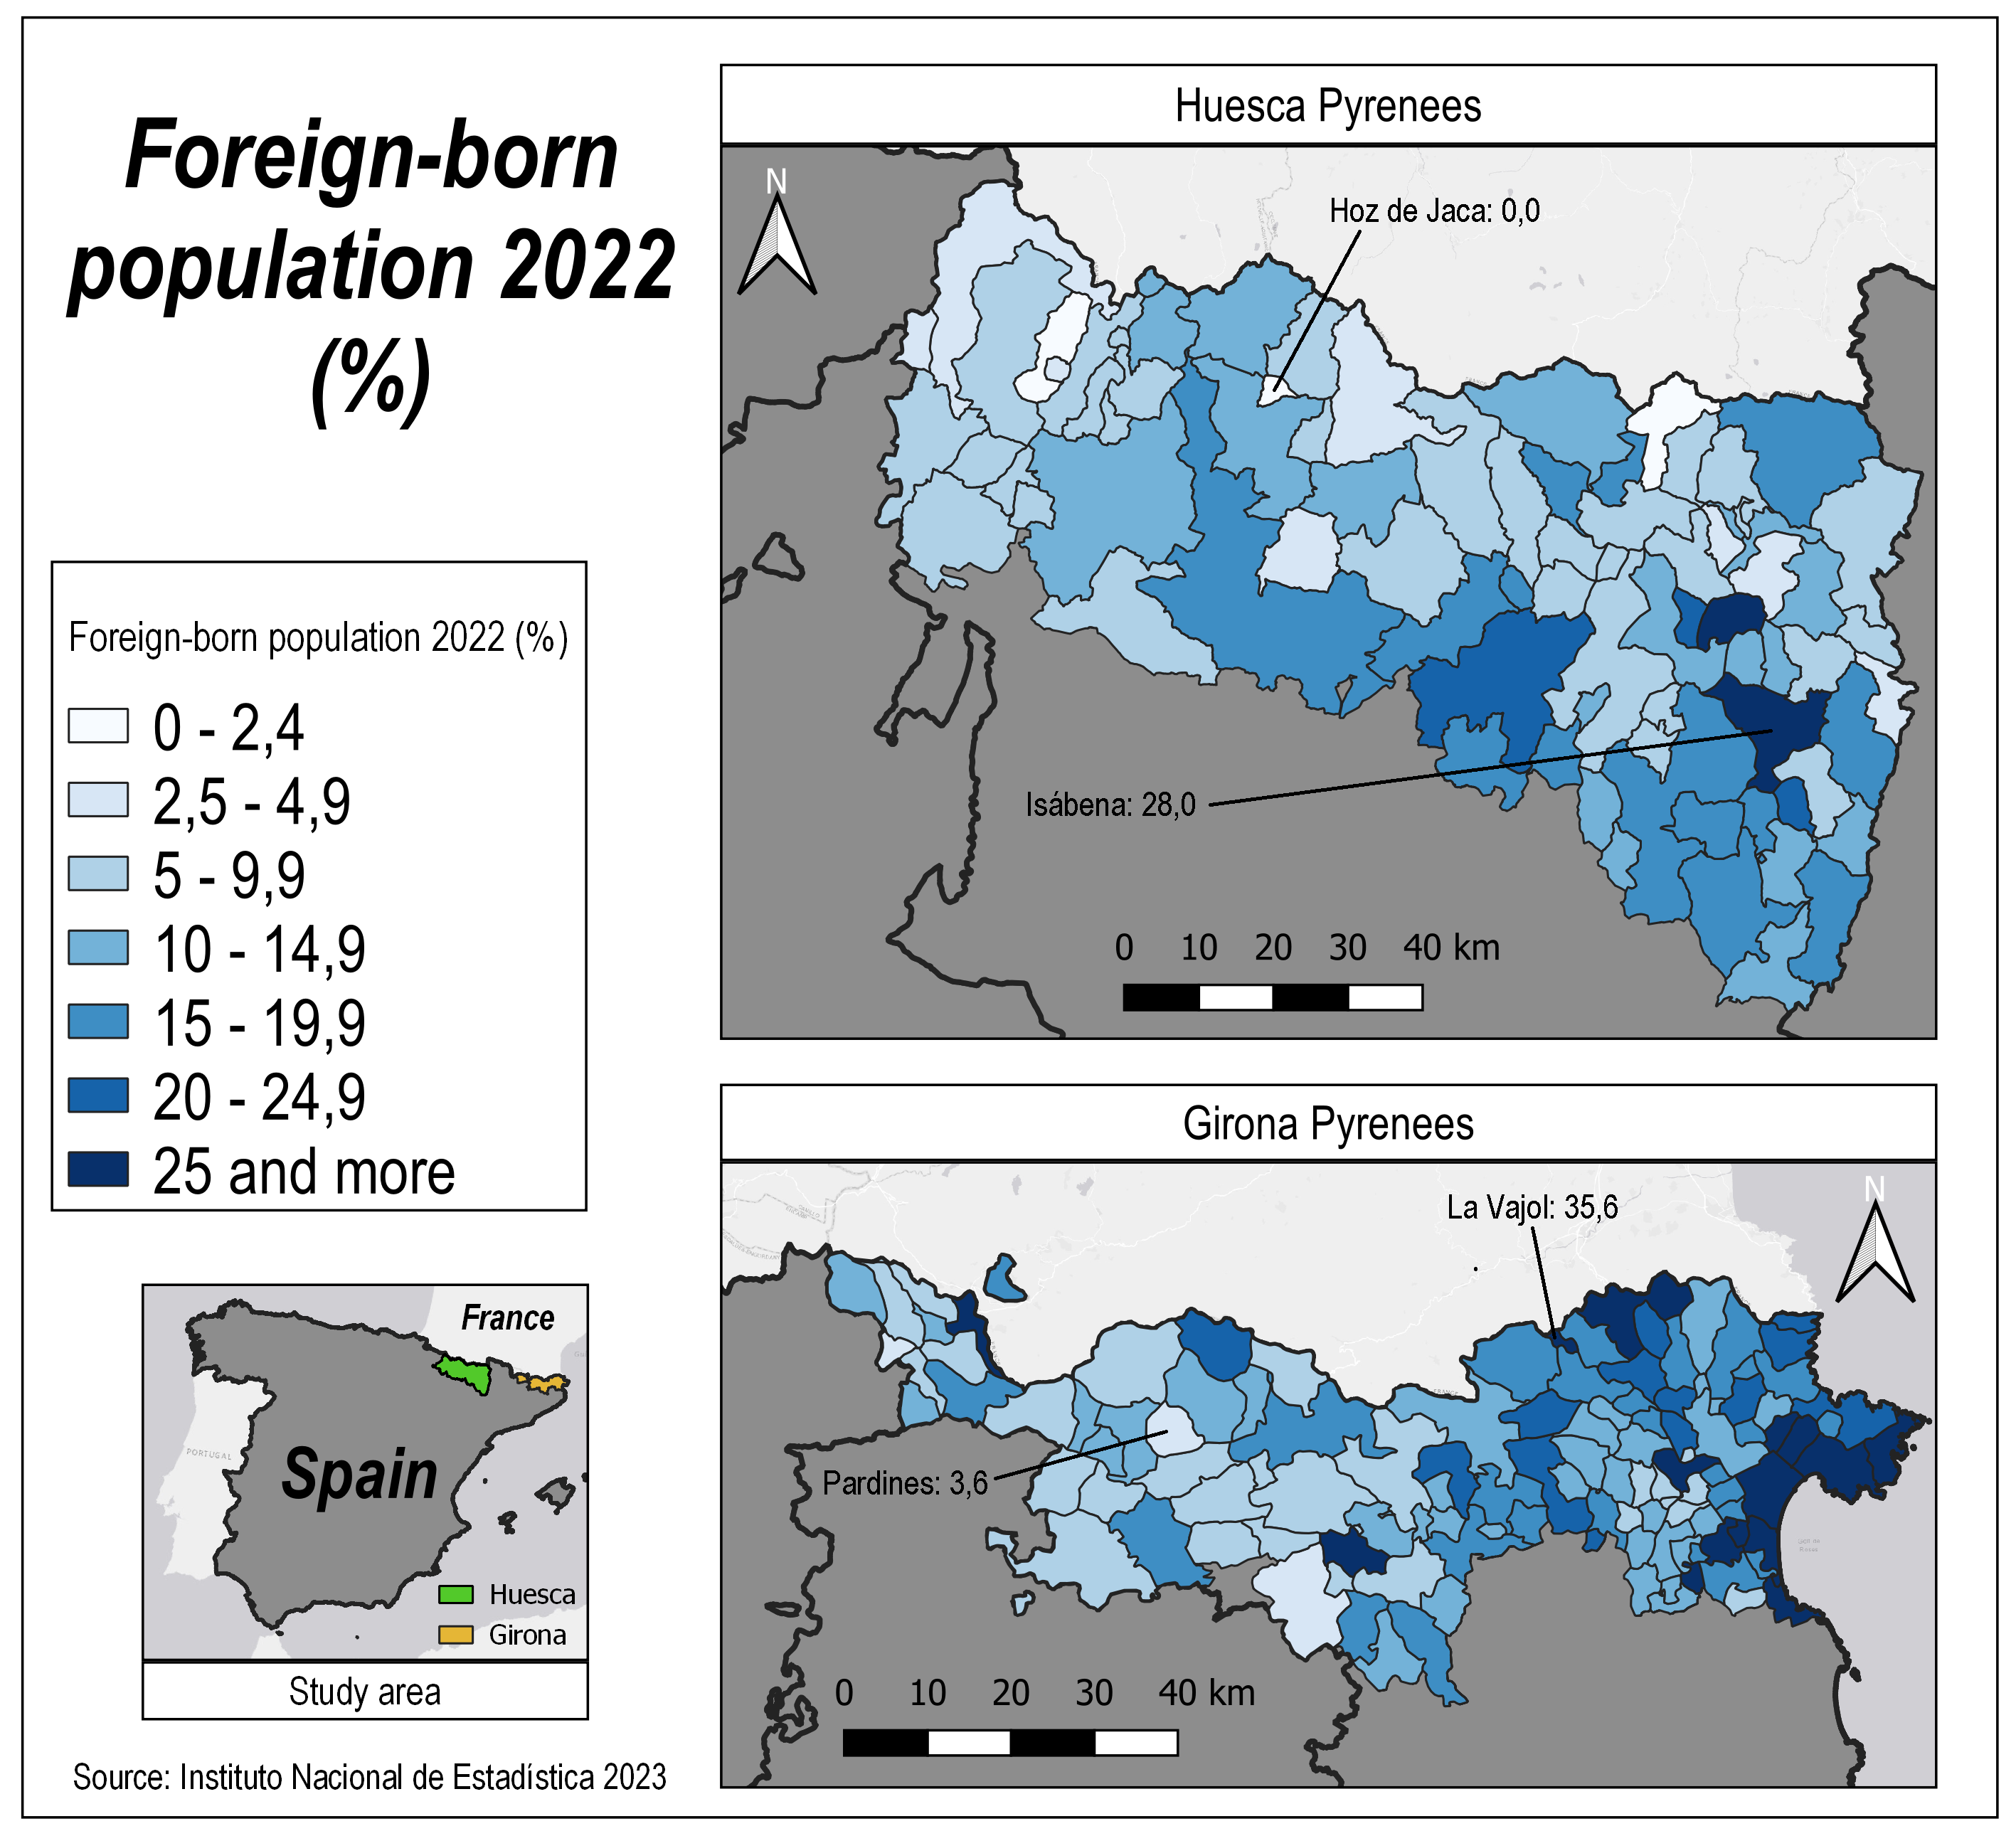 Foreign-born
population 2022
(%)
Foreign-born population 2022 (%)
0 - 2,4
2,5 - 4,9
5 - 9,9
10 - 14,9
15 - 19,9
20 - 24,9
25 and more
France
PORTUGAL
Spain
Huesca
Girona
Study area
Source: Instituto Nacional de Estadística 2023
Huesca Pyrenees
N
Hoz de Jaca: 0,0
Isábena: 28,0
0 10 20 30 40 km
Girona Pyrenees
N
La Vajol: 35,6
Pardines: 3,6
0 10 20 30 40 km